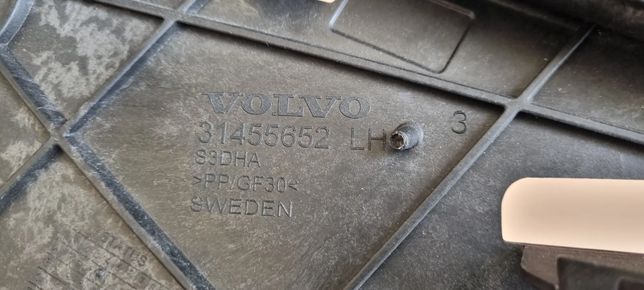 VOLVO
31455652 LH 3
S3DHA
>PP/GF30<
SWEDEN